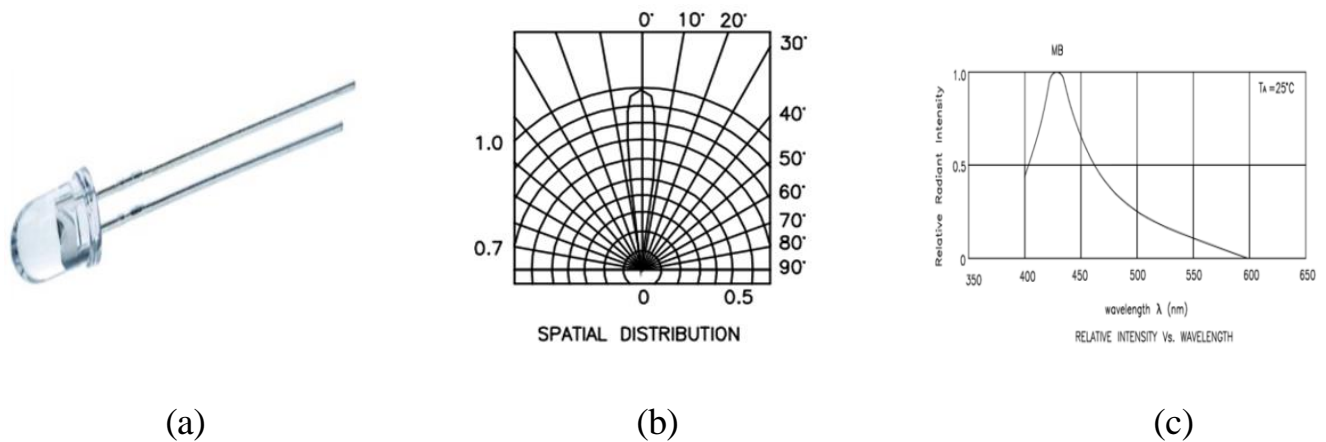 0° 10° 20°
30°
40°
50°
60°
70°
80°
90°
1.0
0.7
0 0.5
SPATIAL DISTRIBUTION
MB
TA =25°C
Relative Radiant Intensity
1.0
0.5
0
350 400 450 500 550 600 650
wavelength λ (nm)
RELATIVE INTENSITY Vs. WAVELENGTH
(a) (b) (c)